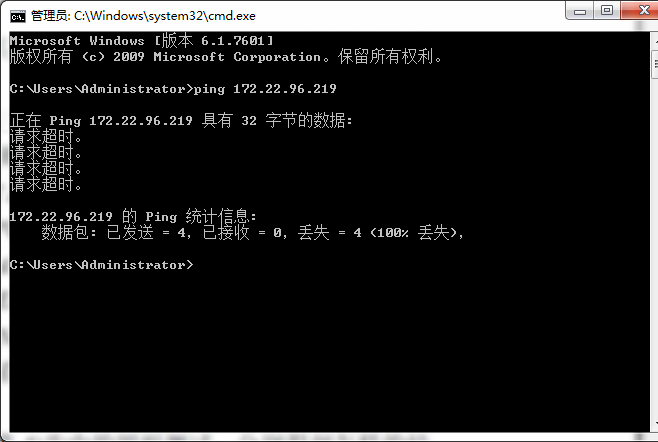 管理员: C:\Windows\system32\cmd.exe
Microsoft Windows [版本 6.1.7601]
版权所有 (c) 2009 Microsoft Corporation。保留所有权利。
C:\Users\Administrator>ping 172.22.96.219
正在 Ping 172.22.96.219 具有 32 字节的数据:
请求超时。
请求超时。
请求超时。
请求超时。
172.22.96.219 的 Ping 统计信息:
数据包: 已发送 = 4，已接收 = 0，丢失 = 4 (100% 丢失)，
C:\Users\Administrator>